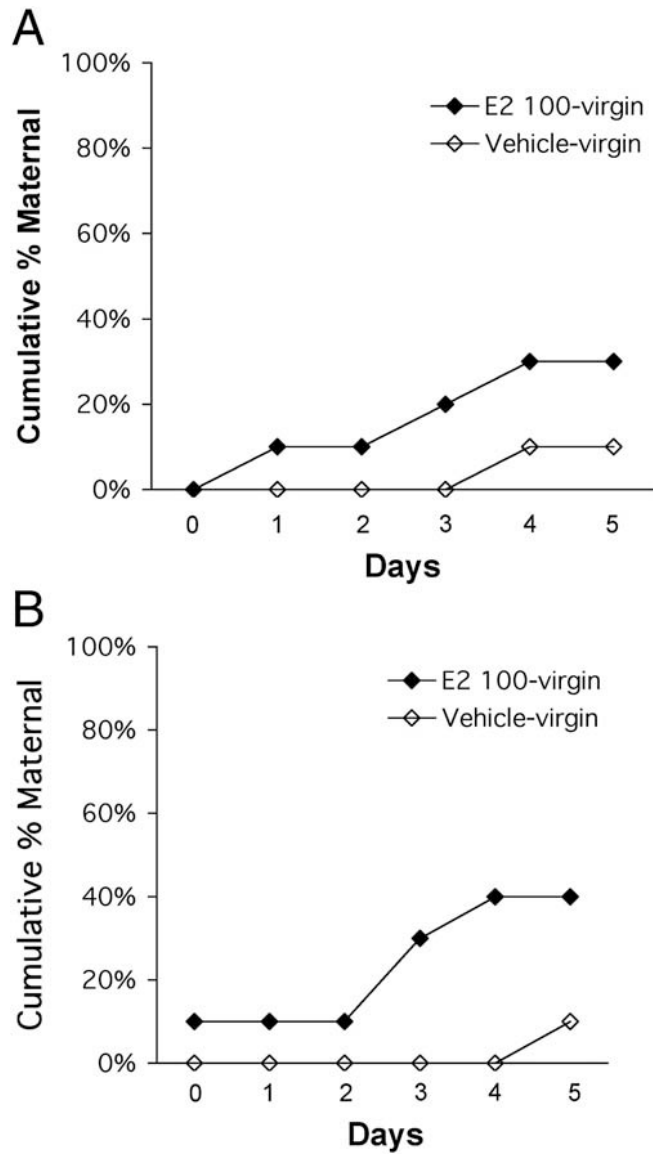 A
100%
80%
60%
40%
20%
0%
Cumulative % Maternal
E2 100-virgin
Vehicle-virgin
0 1 2 3 4 5
Days
B
100%
80%
60%
40%
20%
0%
Cumulative % Maternal
E2 100-virgin
Vehicle-virgin
0 1 2 3 4 5
Days